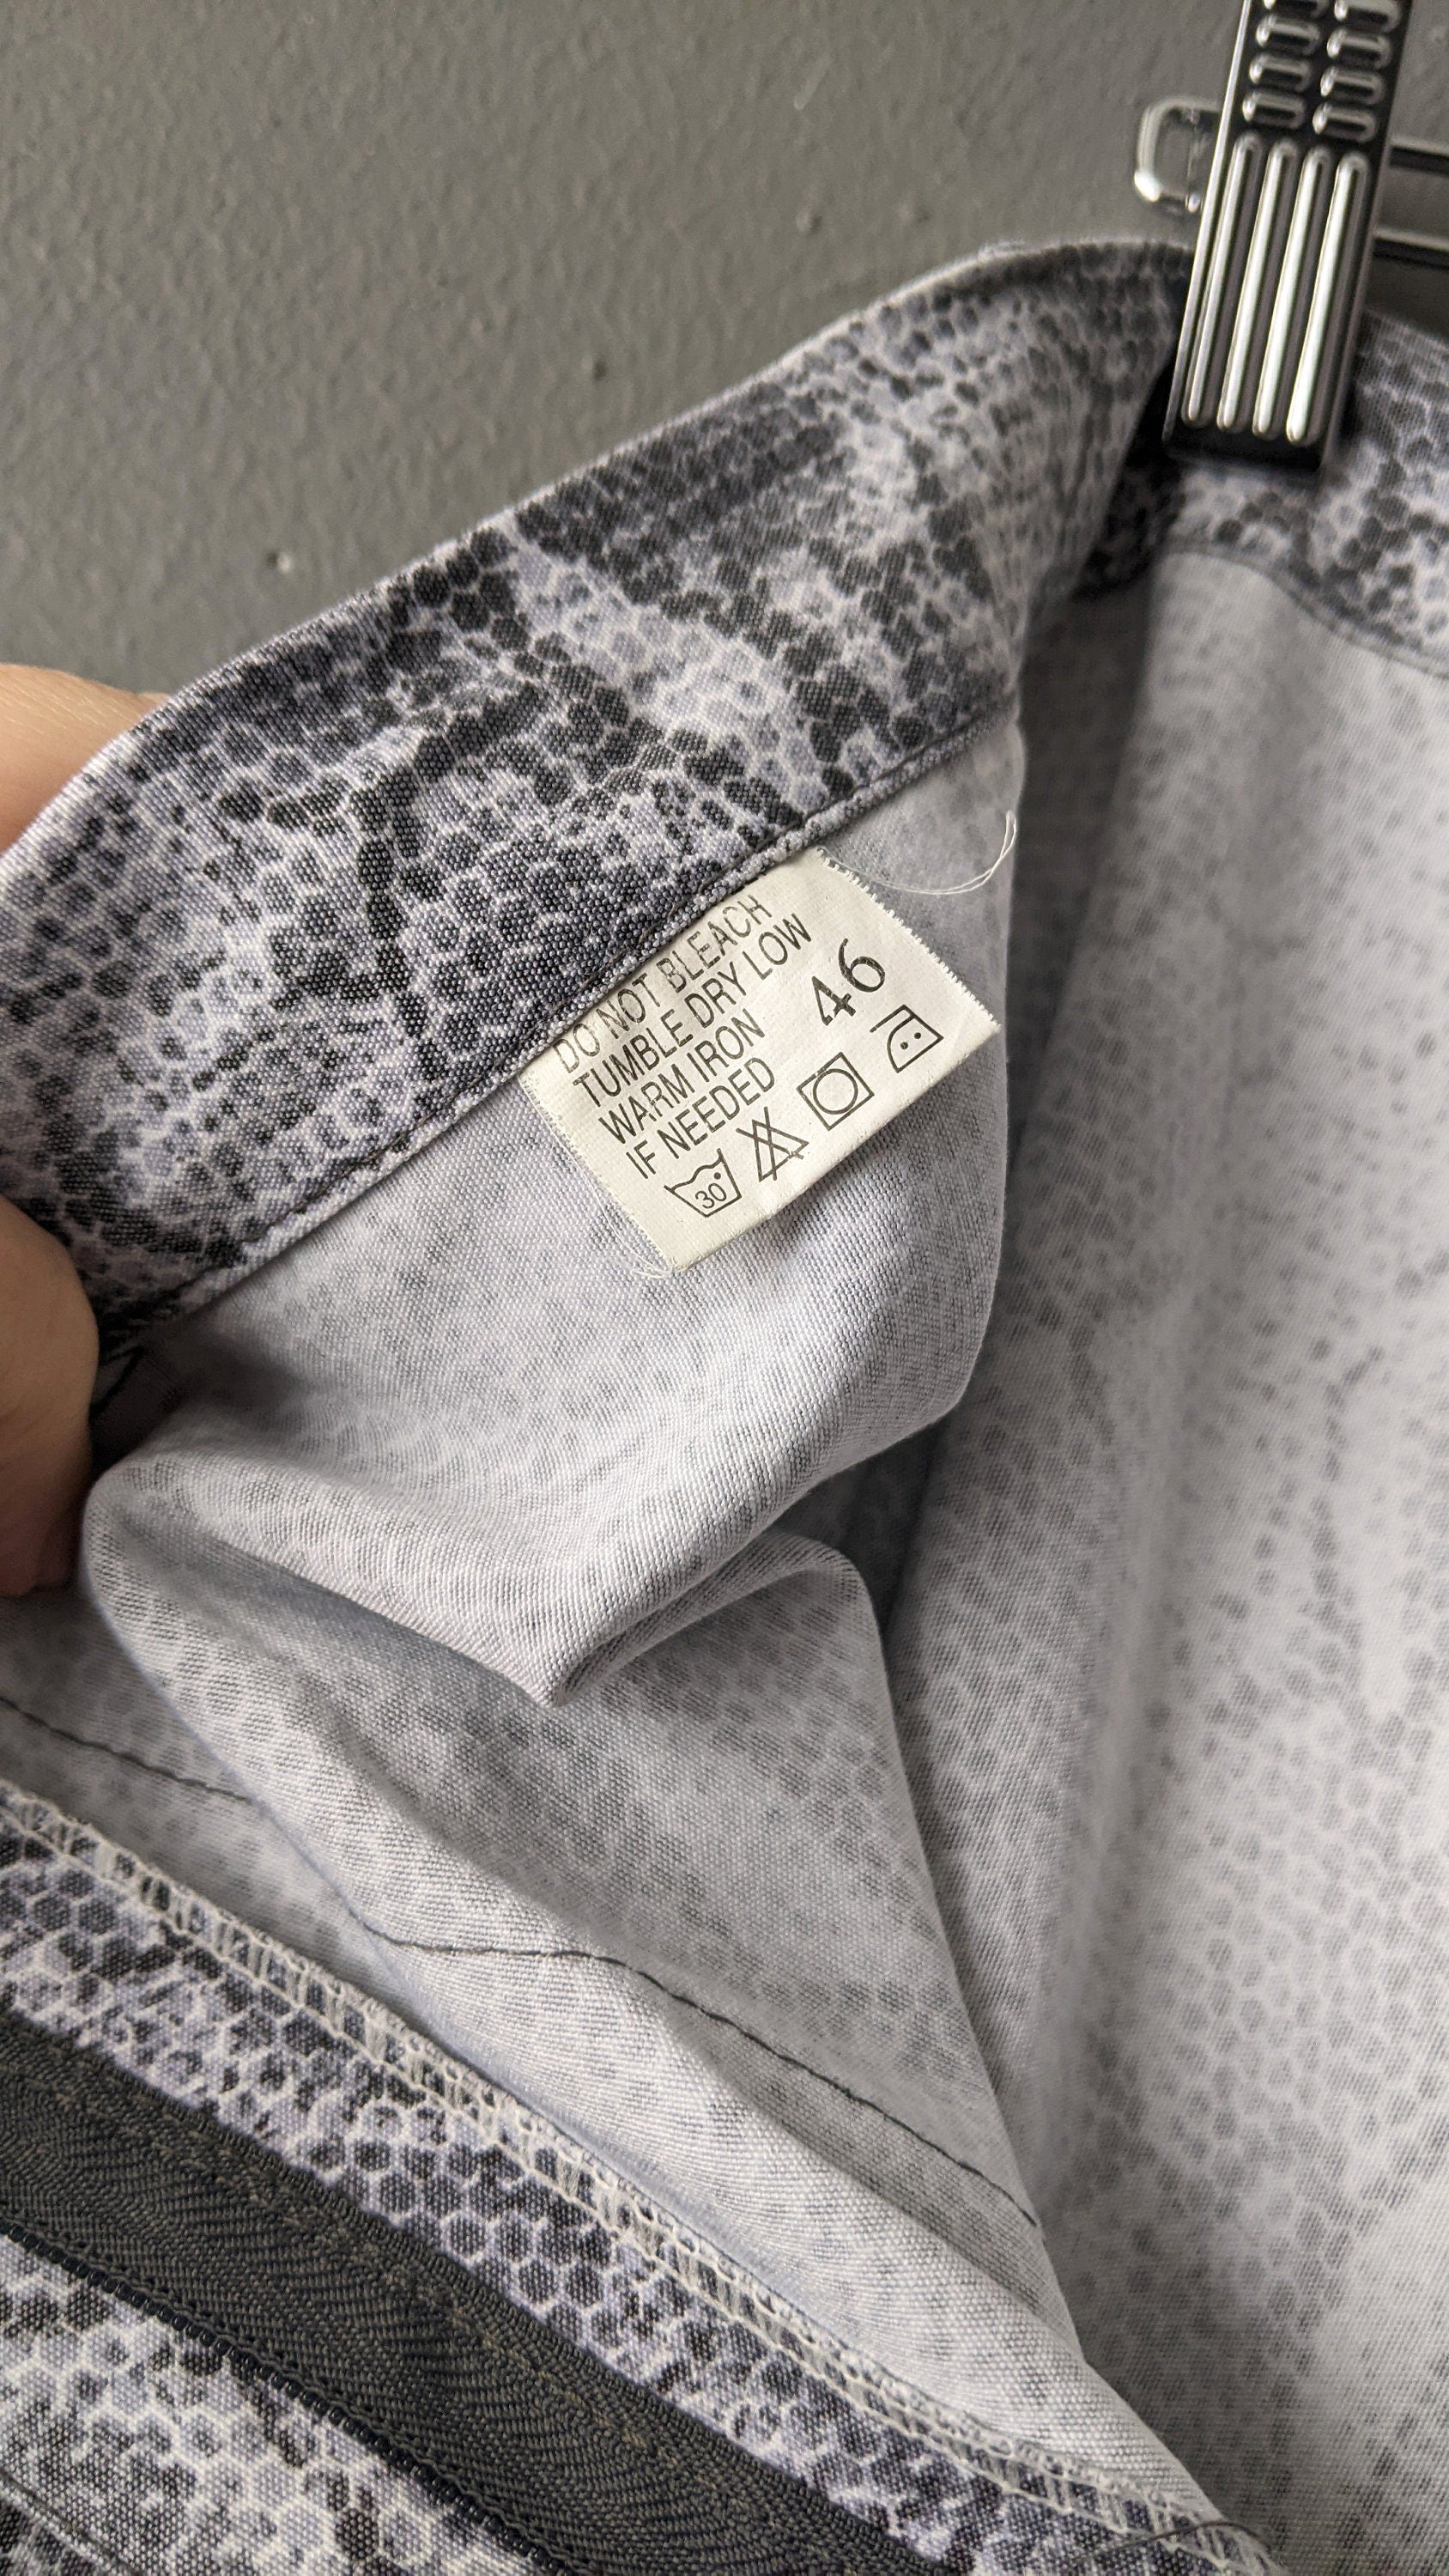 DO NOT BLEACH
TUMBLE DRY LOW
WARM IRON
IF NEEDED
46
30